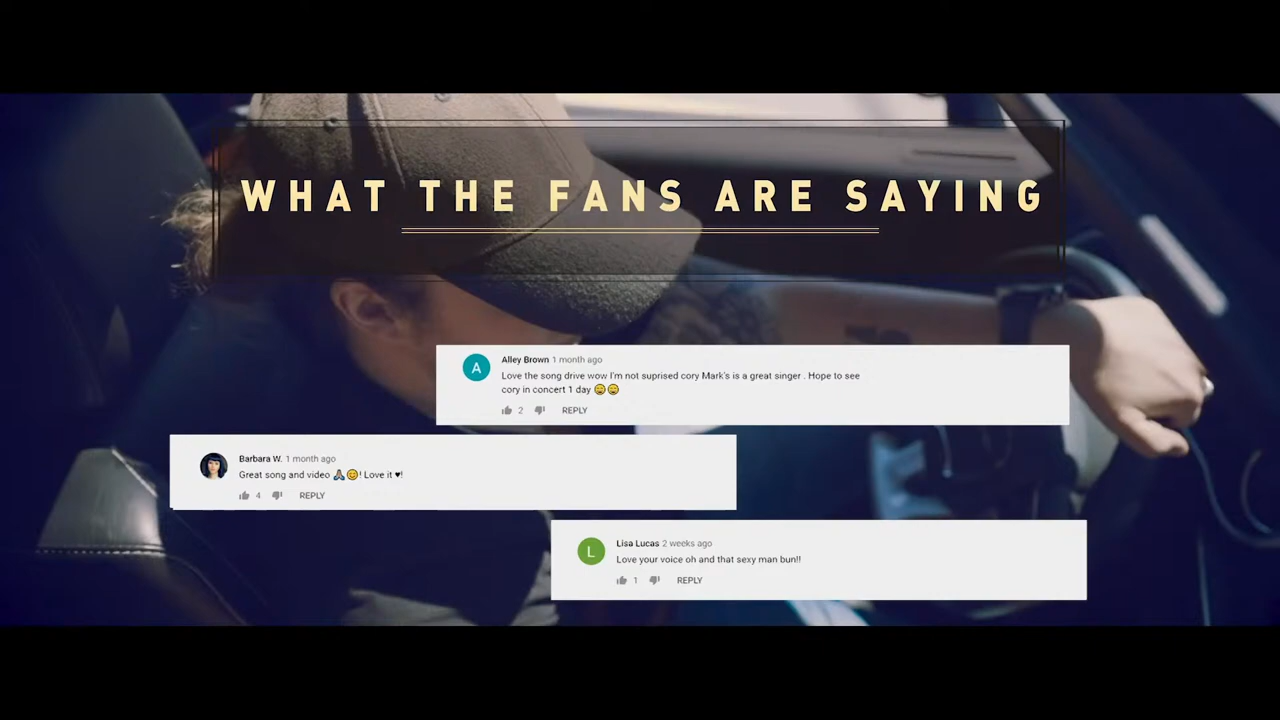 WHAT THE FANS ARE SAYING
A
Alley Brown 1 month ago
Love the song drive wow I'm not suprised cory Mark's is a great singer . Hope to see
cory in concert 1 day 😄😄
2 REPLY
Barbara W. 1 month ago
Great song and video 🙏😊! Love it ♥!
4 REPLY
L
Lisa Lucas 2 weeks ago
Love your voice oh and that sexy man bun!!
1 REPLY